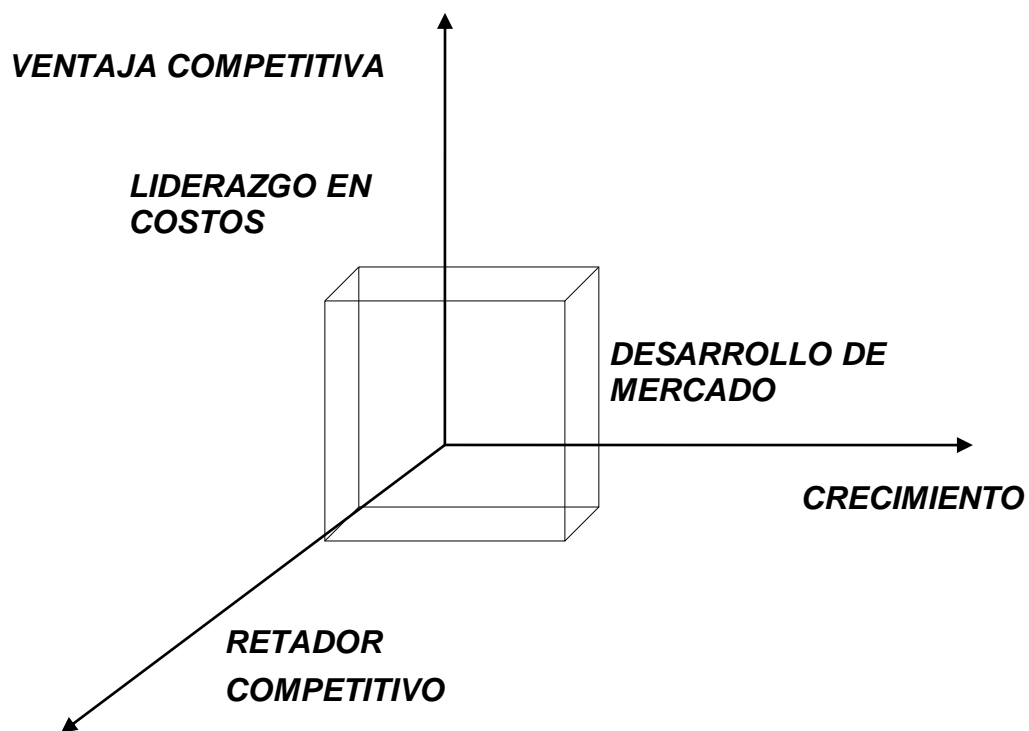 VENTAJA COMPETITIVA
LIDERAZGO EN
COSTOS
DESARROLLO DE
MERCADO
CRECIMIENTO
RETADOR
COMPETITIVO